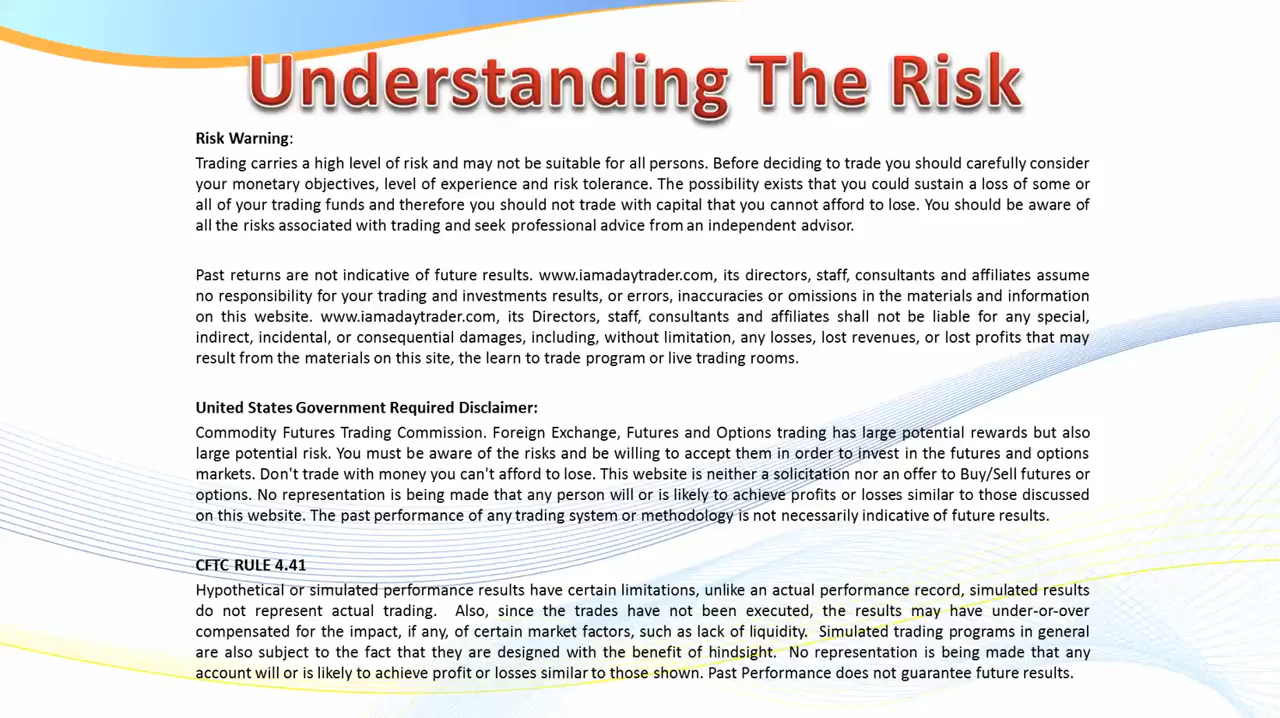 Understanding The Risk
Risk Warning:
Trading carries a high level of risk and may not be suitable for all persons. Before deciding to trade you should carefully consider
your monetary objectives, level of experience and risk tolerance. The possibility exists that you could sustain a loss of some or
all of your trading funds and therefore you should not trade with capital that you cannot afford to lose. You should be aware of
all the risks associated with trading and seek professional advice from an independent advisor.
Past returns are not indicative of future results. www.iamadaytrader.com, its directors, staff, consultants and affiliates assume
no responsibility for your trading and investments results, or errors, inaccuracies or omissions in the materials and information
on this website. www.iamadaytrader.com, its Directors, staff, consultants and affiliates shall not be liable for any special,
indirect, incidental, or consequential damages, including, without limitation, any losses, lost revenues, or lost profits that may
result from the materials on this site, the learn to trade program or live trading rooms.
United States Government Required Disclaimer:
Commodity Futures Trading Commission. Foreign Exchange, Futures and Options trading has large potential rewards but also
large potential risk. You must be aware of the risks and be willing to accept them in order to invest in the futures and options
markets. Don't trade with money you can't afford to lose. This website is neither a solicitation nor an offer to Buy/Sell futures or
options. No representation is being made that any person will or is likely to achieve profits or losses similar to those discussed
on this website. The past performance of any trading system or methodology is not necessarily indicative of future results.
CFTC RULE 4.41
Hypothetical or simulated performance results have certain limitations, unlike an actual performance record, simulated results
do not represent actual trading.  Also, since the trades have not been executed, the results may have under-or-over
compensated for the impact, if any, of certain market factors, such as lack of liquidity.  Simulated trading programs in general
are also subject to the fact that they are designed with the benefit of hindsight.  No representation is being made that any
account will or is likely to achieve profit or losses similar to those shown. Past Performance does not guarantee future results.